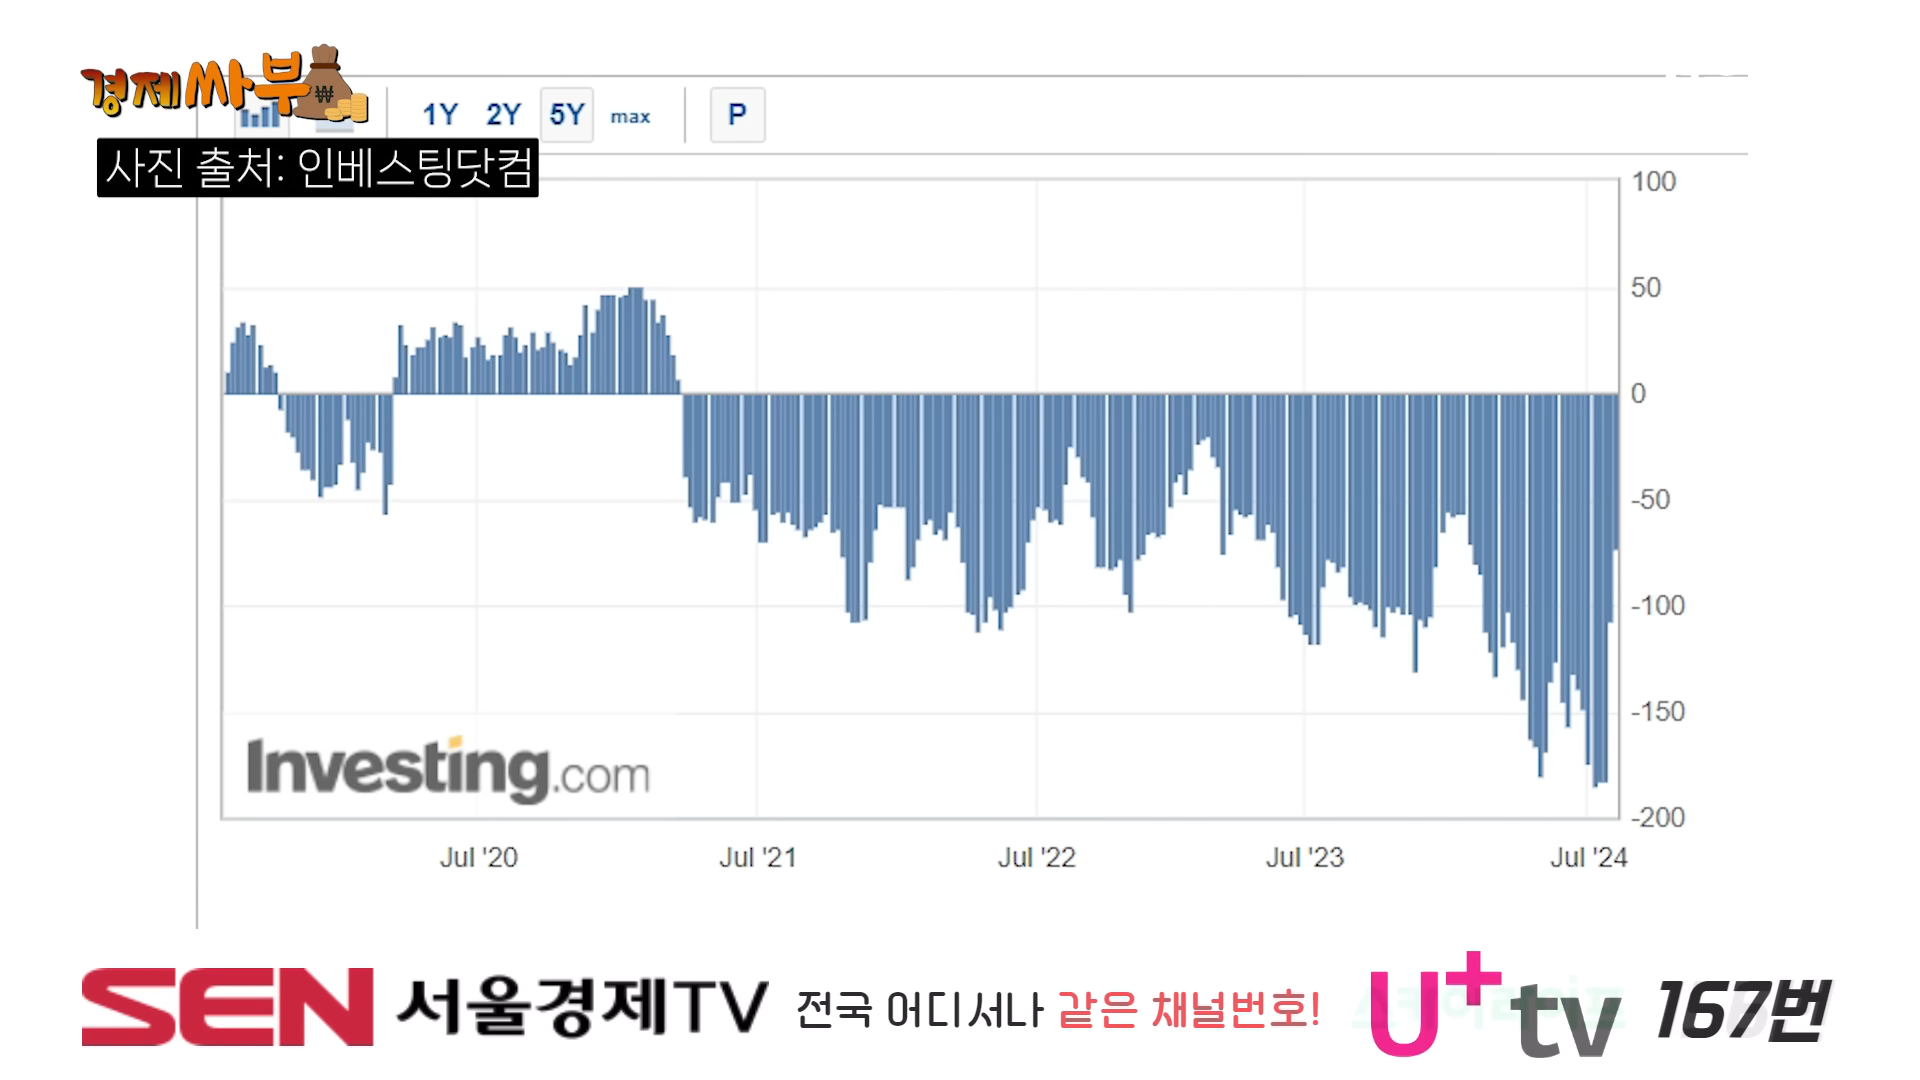 경제싸부
사진 출처: 인베스팅닷컴
1Y 2Y 5Y max P
100
50
0
-50
-100
-150
-200
Investing.com
Jul '20 Jul '21 Jul '22 Jul '23 Jul '24
SEN 서울경제TV 전국 어디서나 같은 채널번호! U+tv 167번